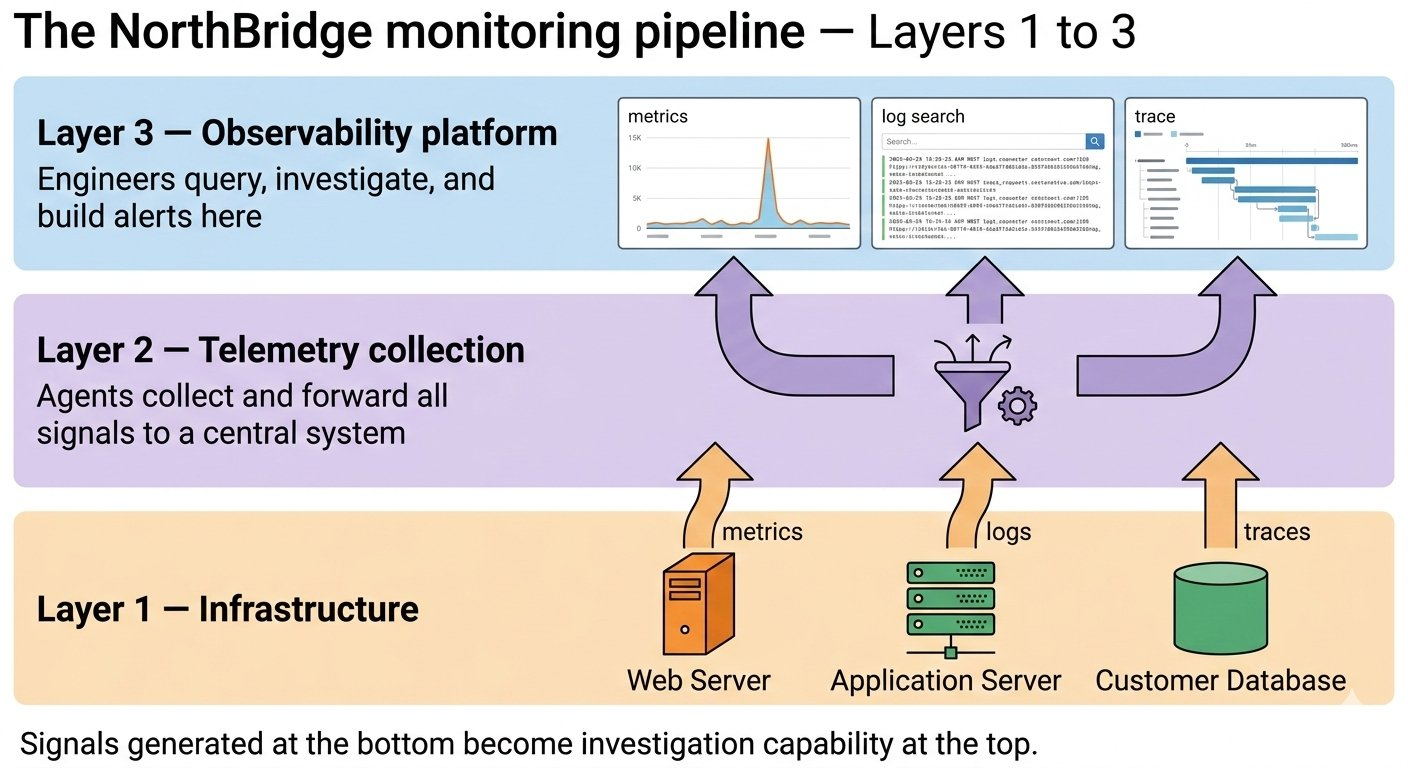 The NorthBridge monitoring pipeline — Layers 1 to 3
Layer 3 — Observability platform
Engineers query, investigate, and
build alerts here
metrics
15K
10K
5K
0
log search
Search...
trace
0
Layer 2 — Telemetry collection
Agents collect and forward all
signals to a central system
metrics
logs
traces
Layer 1 — Infrastructure
Web Server
Application Server
Customer Database
Signals generated at the bottom become investigation capability at the top.